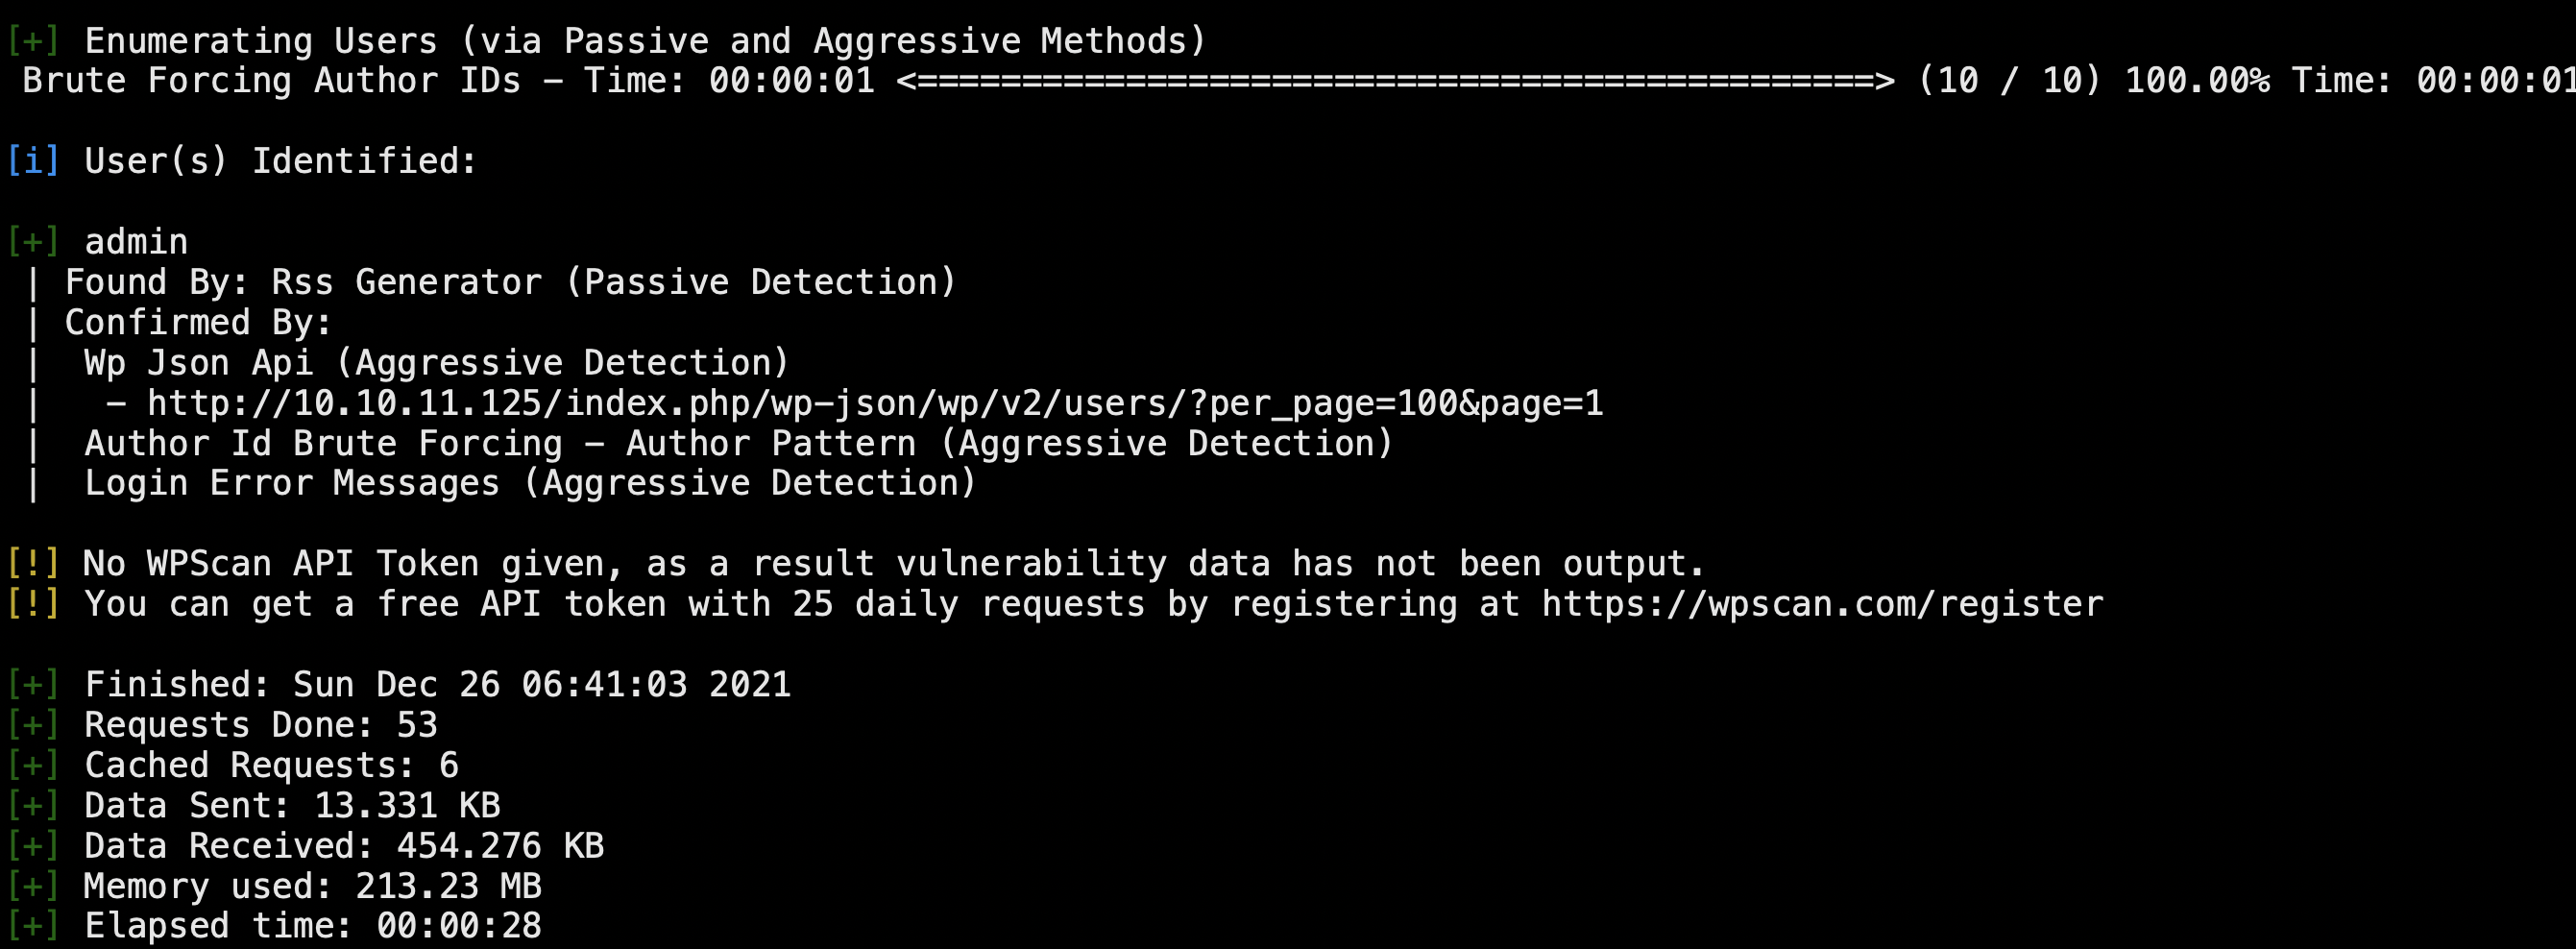 [+] Enumerating Users (via Passive and Aggressive Methods)
 Brute Forcing Author IDs - Time: 00:00:01 <==============================================> (10 / 10) 100.00% Time: 00:00:01
[i] User(s) Identified:
[+] admin
 | Found By: Rss Generator (Passive Detection)
 | Confirmed By:
 |  Wp Json Api (Aggressive Detection)
 |   - http://10.10.11.125/index.php/wp-json/wp/v2/users/?per_page=100&page=1
 |  Author Id Brute Forcing - Author Pattern (Aggressive Detection)
 |  Login Error Messages (Aggressive Detection)
[!] No WPScan API Token given, as a result vulnerability data has not been output.
[!] You can get a free API token with 25 daily requests by registering at https://wpscan.com/register
[+] Finished: Sun Dec 26 06:41:03 2021
[+] Requests Done: 53
[+] Cached Requests: 6
[+] Data Sent: 13.331 KB
[+] Data Received: 454.276 KB
[+] Memory used: 213.23 MB
[+] Elapsed time: 00:00:28